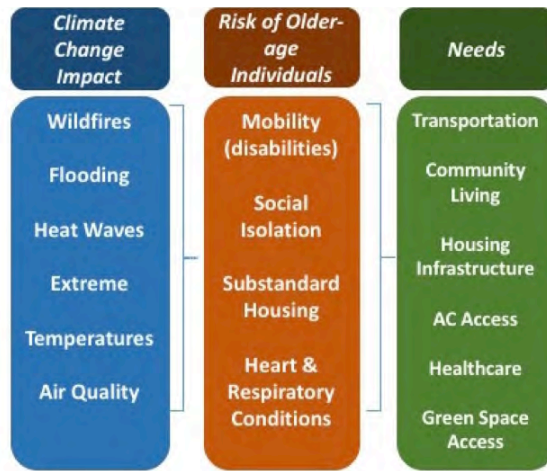 Climate
Change
Impact
Wildfires
Flooding
Heat Waves
Extreme
Temperatures
Air Quality
Risk of Older-
age
Individuals
Mobility
(disabilities)
Social
Isolation
Substandard
Housing
Heart &
Respiratory
Conditions
Needs
Transportation
Community
Living
Housing
Infrastructure
AC Access
Healthcare
Green Space
Access